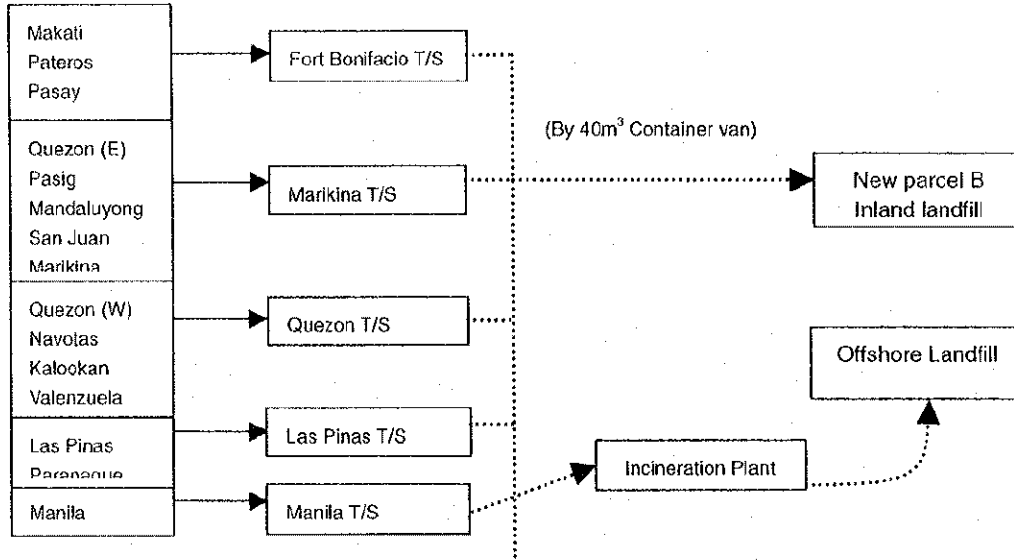 Makati
Pateros
Pasay
Fort Bonifacio T/S
(By 40m³ Container van)
Quezon (E)
Pasig
Mandaluyong
San Juan
Marikina
Marikina T/S
New parcel B
Inland landfill
Quezon (W)
Navotas
Kalookan
Valenzuela
Quezon T/S
Offshore Landfill
Las Pinas
Paranaque
Las Pinas T/S
Incineration Plant
Manila
Manila T/S